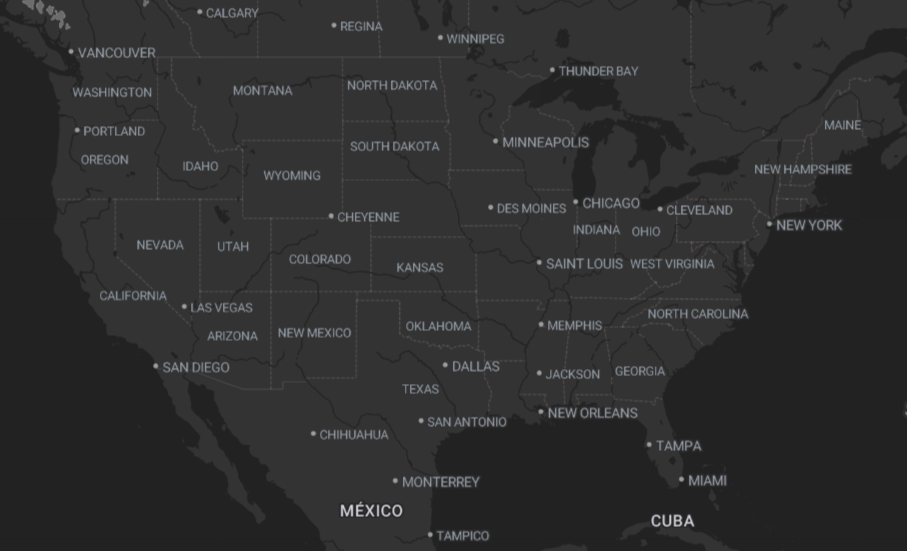 CALGARY
REGINA
WINNIPEG
VANCOUVER
THUNDER BAY
WASHINGTON
MONTANA
NORTH DAKOTA
MAINE
PORTLAND
MINNEAPOLIS
SOUTH DAKOTA
OREGON
IDAHO
NEW HAMPSHIRE
WYOMING
CHICAGO
DES MOINES
CLEVELAND
CHEYENNE
NEW YORK
INDIANA
OHIO
NEVADA
UTAH
COLORADO
SAINT LOUIS
WEST VIRGINIA
KANSAS
CALIFORNIA
LAS VEGAS
NORTH CAROLINA
MEMPHIS
OKLAHOMA
NEW MEXICO
ARIZONA
SAN DIEGO
DALLAS
GEORGIA
JACKSON
TEXAS
NEW ORLEANS
SAN ANTONIO
CHIHUAHUA
TAMPA
MIAMI
MONTERREY
MÉXICO
CUBA
TAMPICO